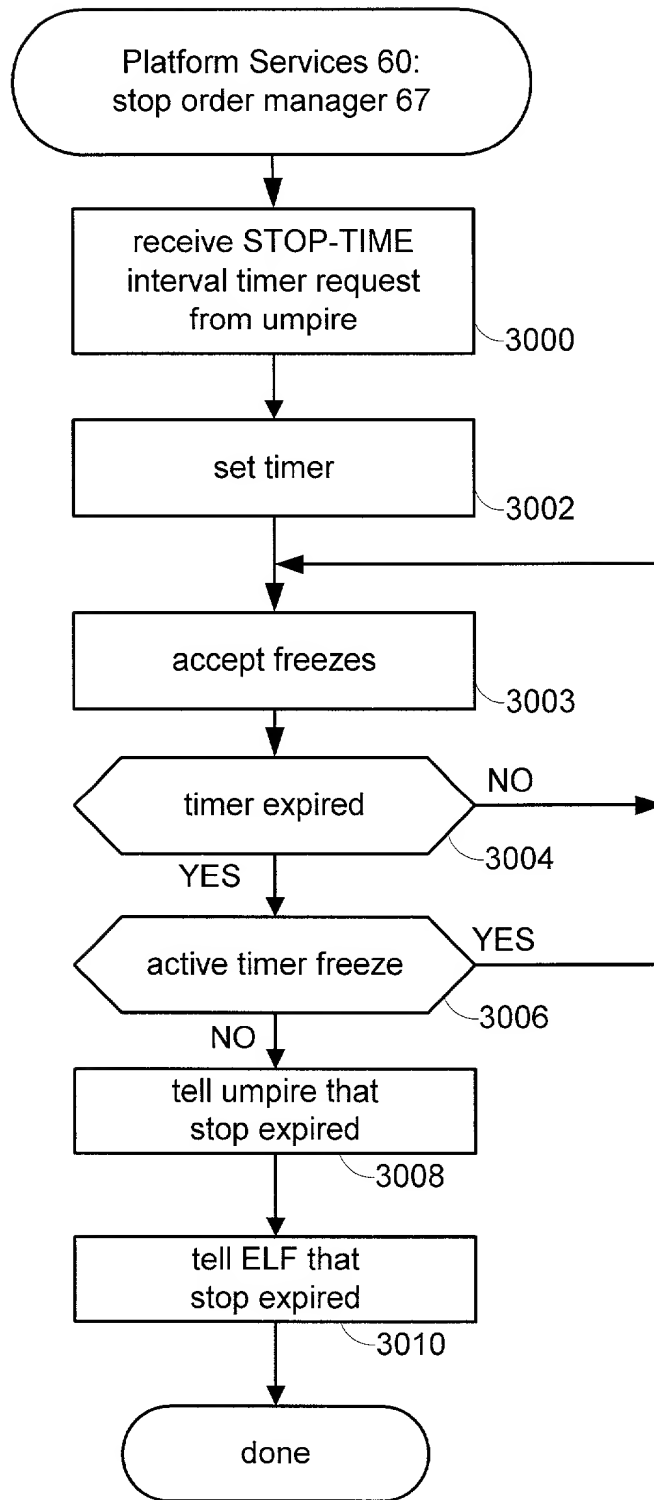 Platform Services 60:
stop order manager 67
receive STOP-TIME
interval timer request
from umpire
3000
set timer
3002
accept freezes
3003
timer expired
NO
3004
YES
active timer freeze
YES
3006
NO
tell umpire that
stop expired
3008
tell ELF that
stop expired
3010
done